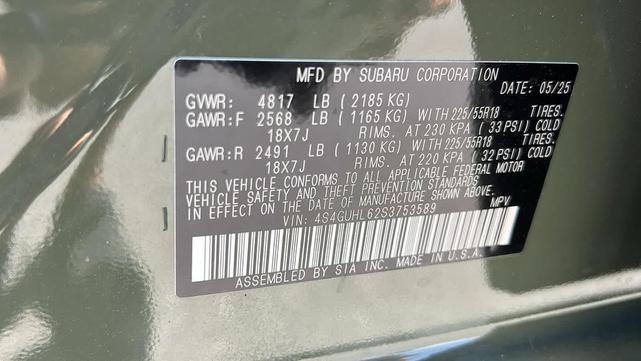 MFD BY SUBARU CORPORATION
DATE: 05/25
GVWR: 4817 LB (2185 KG)
GAWR:F 2568 LB (1165 KG) WITH 225/55R18 TIRES.
18X7J RIMS. AT 230 KPA (33 PSI) COLD
GAWR:R 2491 LB (1130 KG) WITH 225/55R18 TIRES.
18X7J RIMS. AT 220 KPA (32 PSI) COLD
THIS VEHICLE CONFORMS TO ALL APPLICABLE FEDERAL MOTOR
VEHICLE SAFETY AND THEFT PREVENTION STANDARDS
IN EFFECT ON THE DATE OF MANUFACTURE SHOWN ABOVE.
VIN: 4S4GUHL62S3753589 MPV
ASSEMBLED BY SIA INC. MADE IN U.S.A.